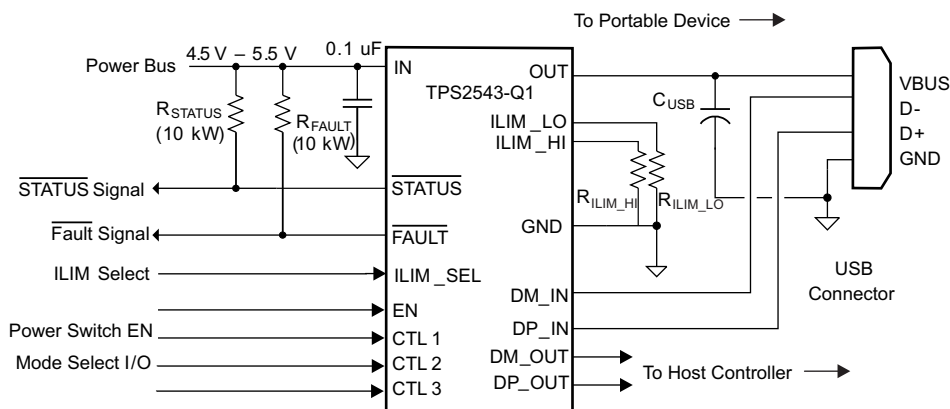 To Portable Device
4.5 V – 5.5 V
0.1 uF
Power Bus
IN
OUT
TPS2543-Q1
VBUS
D-
D+
GND
CUSB
RSTATUS
(10 kW)
RFAULT
(10 kW)
ILIM_LO
ILIM_HI
RILIM_HI
RILIM_LO
STATUS Signal
STATUS
Fault Signal
FAULT
GND
ILIM Select
ILIM_SEL
USB
Connector
EN
DM_IN
Power Switch EN
CTL 1
DP_IN
Mode Select I/O
CTL 2
DM_OUT
CTL 3
DP_OUT
To Host Controller